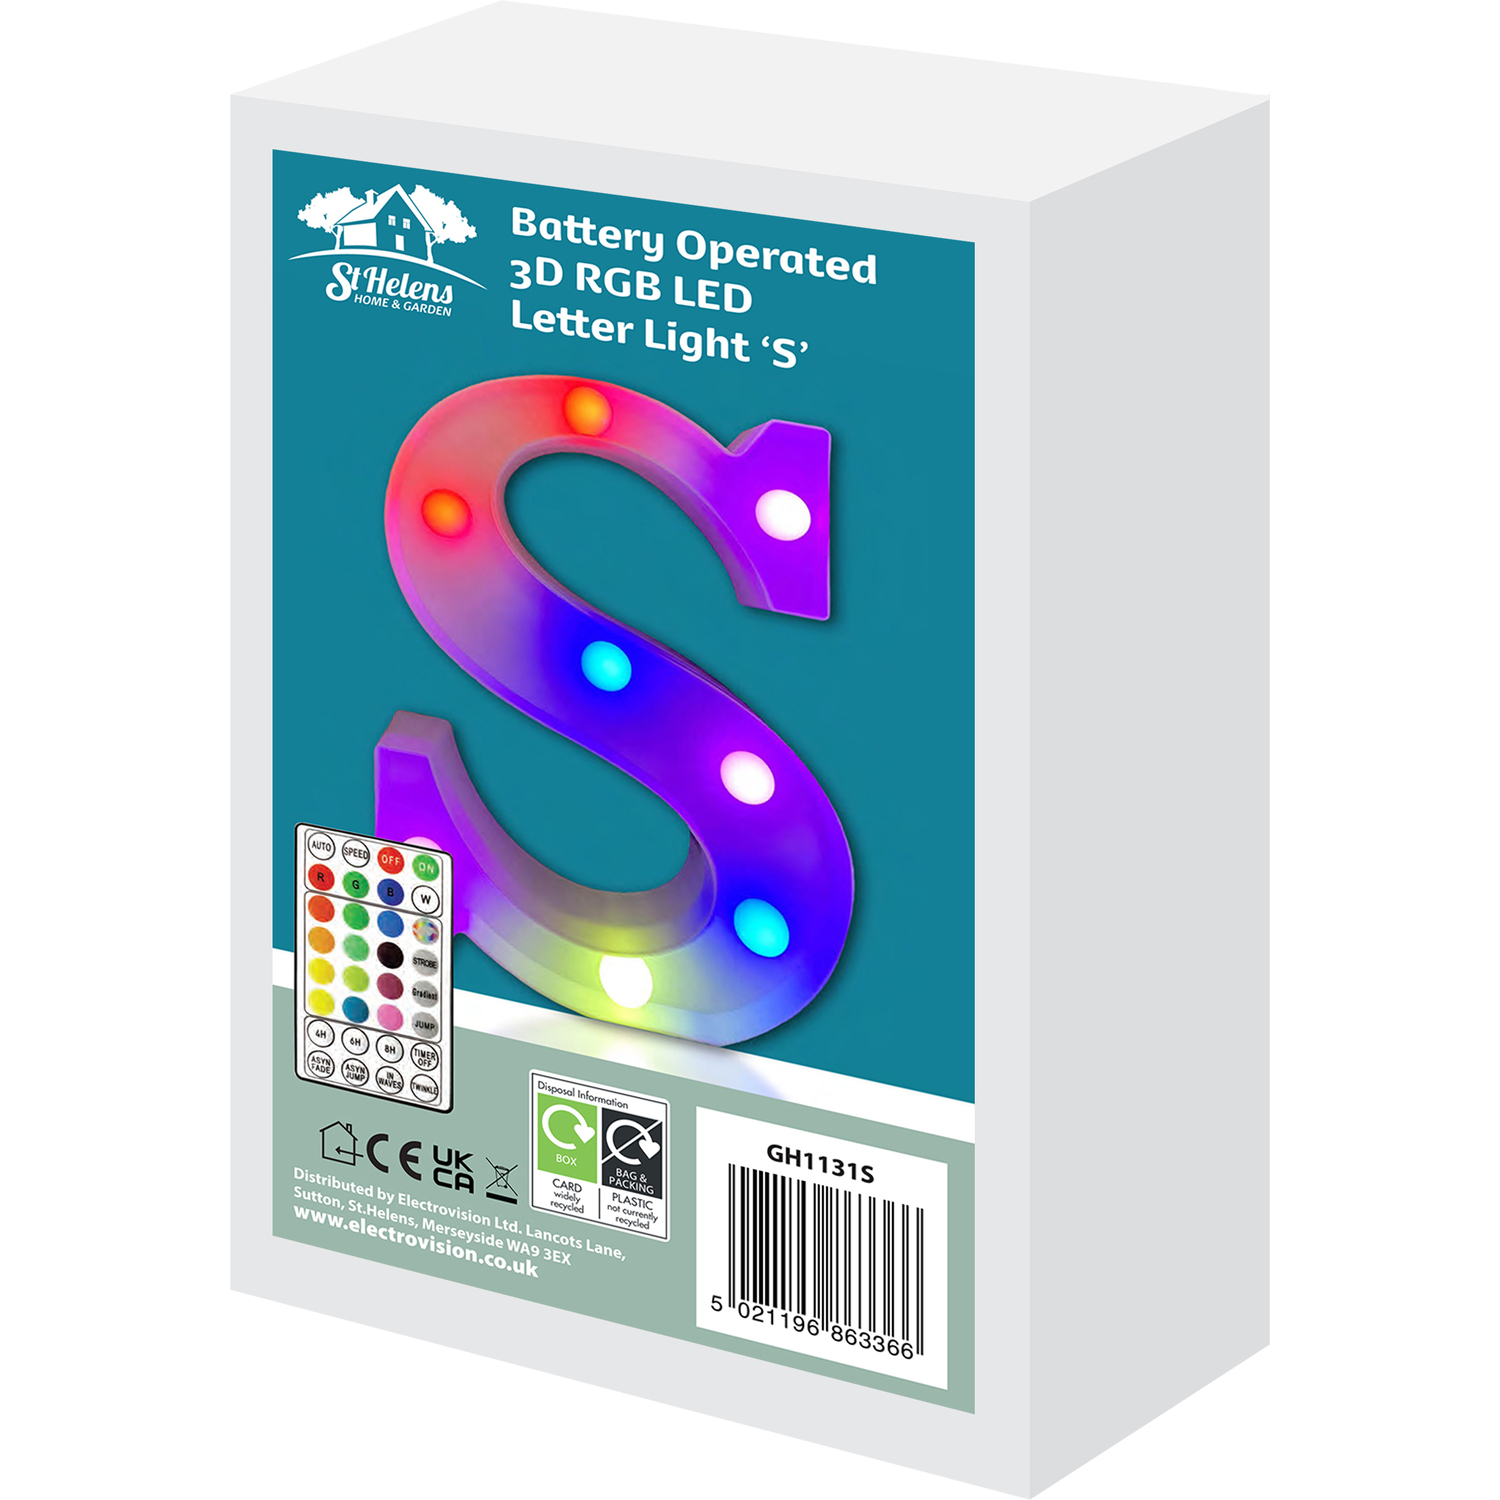 St Helens
HOME & GARDEN
Battery Operated
3D RGB LED
Letter Light ‘S’
AUTO SPEED OFF ON
R G B W
STROBE
Gradient
JUMP
4H 6H 8H TIMER OFF
ASYN FADE ASYN JUMP IN WAVES TWINKLE
CE UK CA
Distributed by Electrovision Ltd. Lancots Lane,
Sutton, St.Helens, Merseyside WA9 3EX
www.electrovision.co.uk
Disposal Information
BOX
CARD
widely
recycled
BAG &
PACKING
PLASTIC
not currently
recycled
GH1131S
5 021196 863366